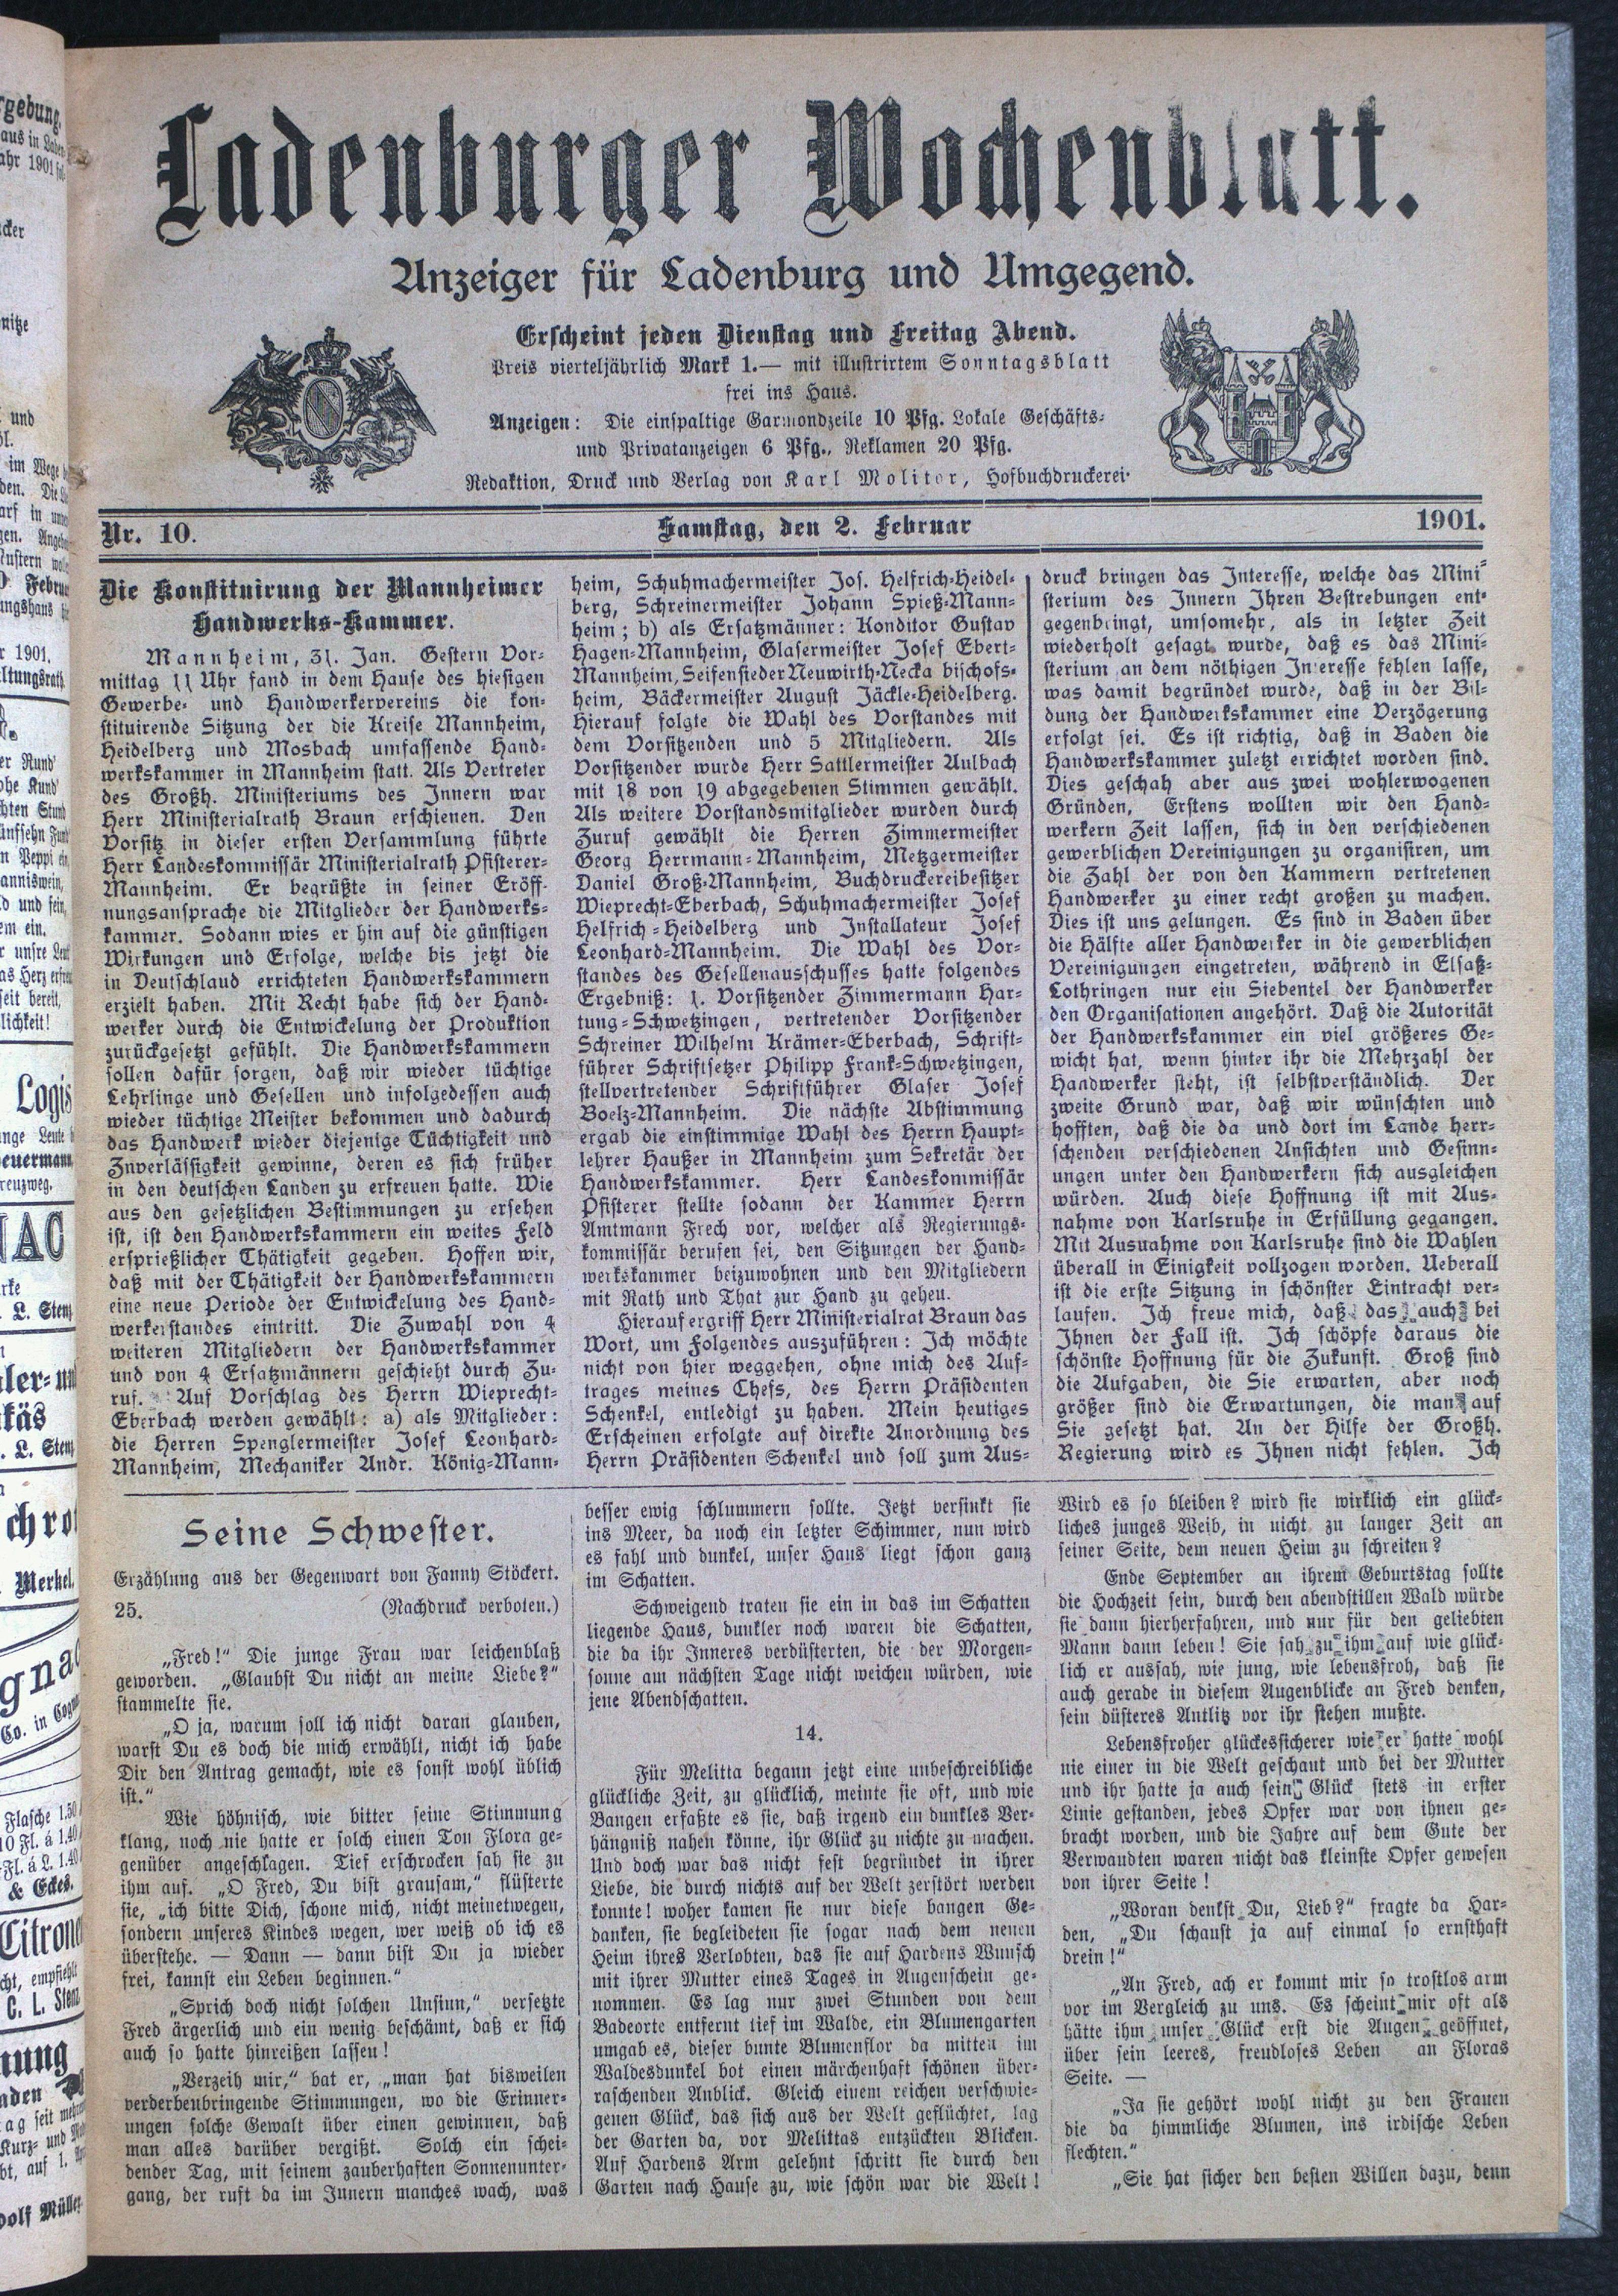 Ladenburger Wochenblatt.
Anzeiger für Ladenburg und Umgegend.
Erscheint jeden Dienstag und Freitag Abend.
Preis vierteljährlich Mark 1.— mit illustrirtem Sonntagsblatt
frei ins Haus.
Anzeigen: Die einspaltige Garmondzeile 10 Pfg. Lokale Geschäfts-
und Privatanzeigen 6 Pfg., Reklamen 20 Pfg.
Redaktion, Druck und Verlag von Karl Molitor, Hofbuchdruckerei.
Nr. 10.
Samstag, den 2. Februar
1901.
Die Konstituirung der Mannheimer
Handwerks-Kammer.
Mannheim, 31. Jan. Gestern Vor-
mittag 11 Uhr fand in dem Hause des hiesigen
Gewerbe- und Handwerkervereins die kon-
stituirende Sitzung der die Kreise Mannheim,
Heidelberg und Mosbach umfassende Hand-
werkskammer in Mannheim statt. Als Vertreter
des Großh. Ministeriums des Innern war
Herr Ministerialrath Braun erschienen. Den
Vorsitz in dieser ersten Versammlung führte
Herr Landeskommissär Ministerialrath Pfisterer-
Mannheim. Er begrüßte in seiner Eröff-
nungsansprache die Mitglieder der Handwerks-
kammer. Sodann wies er hin auf die günstigen
Wirkungen und Erfolge, welche bis jetzt die
in Deutschland errichteten Handwerkskammern
erzielt haben. Mit Recht habe sich der Hand-
werker durch die Entwickelung der Produktion
zurückgesetzt gefühlt. Die Handwerkskammern
sollen dafür sorgen, daß wir wieder tüchtige
Lehrlinge und Gesellen und infolgedessen auch
wieder tüchtige Meister bekommen und dadurch
das Handwerk wieder diejenige Tüchtigkeit und
Znverlässigkeit gewinne, deren es sich früher
in den deutschen Landen zu erfreuen hatte. Wie
aus den gesetzlichen Bestimmungen zu ersehen
ist, ist den Handwerkskammern ein weites Feld
ersprießlicher Thätigkeit gegeben. Hoffen wir,
daß mit der Thätigkeit der Handwerkskammern
eine neue Periode der Entwickelung des Hand-
werkerstandes eintritt. Die Zuwahl von 4
weiteren Mitgliedern der Handwerkskammer
und von 4 Ersatzmännern geschieht durch Zu-
ruf. Auf Vorschlag des Herrn Wieprecht-
Eberbach werden gewählt: a) als Mitglieder:
die Herren Spenglermeister Josef Leonhard-
Mannheim, Mechaniker Andr. König-Mann-
heim, Schuhmachermeister Jos. Helfrich-Heidel-
berg, Schreinermeister Johann Spieß-Mann-
heim; b) als Ersatzmänner: Konditor Gustav
Hagen-Mannheim, Glasermeister Josef Ebert-
Mannheim, Seifensieder Neuwirth-Necka bischofs-
heim, Bäckermeister August Jäckle-Heidelberg.
Hierauf folgte die Wahl des Vorstandes mit
dem Vorsitzenden und 5 Mitgliedern. Als
Vorsitzender wurde Herr Sattlermeister Aulbach
mit 18 von 19 abgegebenen Stimmen gewählt.
Als weitere Vorstandsmitglieder wurden durch
Zuruf gewählt die Herren Zimmermeister
Georg Herrmann-Mannheim, Metzgermeister
Daniel Groß-Mannheim, Buchdruckereibesitzer
Wieprecht-Eberbach, Schuhmachermeister Josef
Helfrich-Heidelberg und Installateur Josef
Leonhard-Mannheim. Die Wahl des Vor-
standes des Gesellenausschusses hatte folgendes
Ergebniß: 1. Vorsitzender Zimmermann Har-
tung-Schwetzingen, vertretender Vorsitzender
Schreiner Wilhelm Krämer-Eberbach, Schrift-
führer Schriftsetzer Philipp Frank-Schwetzingen,
stellvertretender Schriftführer Glaser Josef
Boelz-Mannheim. Die nächste Abstimmung
ergab die einstimmige Wahl des Herrn Haupt-
lehrer Haußer in Mannheim zum Sekretär der
Handwerkskammer. Herr Landeskommissär
Pfisterer stellte sodann der Kammer Herrn
Amtmann Frech vor, welcher als Regierungs-
kommissär berufen sei, den Sitzungen der Hand-
werkskammer beizuwohnen und den Mitgliedern
mit Rath und That zur Hand zu gehen.
Hierauf ergriff Herr Ministerialrat Braun das
Wort, um Folgendes auszuführen: Ich möchte
nicht von hier weggehen, ohne mich des Auf-
trages meines Chefs, des Herrn Präsidenten
Schenkel, entledigt zu haben. Mein heutiges
Erscheinen erfolgte auf direkte Anordnung des
Herrn Präsidenten Schenkel und soll zum Aus-
druck bringen das Interesse, welche das Mini-
sterium des Innern Ihren Bestrebungen ent-
gegenbringt, umsomehr, als in letzter Zeit
wiederholt gesagt wurde, daß es das Mini-
sterium an dem nöthigen Interesse fehlen lasse,
was damit begründet wurde, daß in der Bil-
dung der Handwerkskammer eine Verzögerung
erfolgt sei. Es ist richtig, daß in Baden die
Handwerkskammer zuletzt errichtet worden sind.
Dies geschah aber aus zwei wohlerwogenen
Gründen, Erstens wollten wir den Hand-
werkern Zeit lassen, sich in den verschiedenen
gewerblichen Vereinigungen zu organisiren, um
die Zahl der von den Kammern vertretenen
Handwerker zu einer recht großen zu machen.
Dies ist uns gelungen. Es sind in Baden über
die Hälfte aller Handwerker in die gewerblichen
Vereinigungen eingetreten, während in Elsaß-
Lothringen nur ein Siebentel der Handwerker
den Organisationen angehört. Daß die Autorität
der Handwerkskammer ein viel größeres Ge-
wicht hat, wenn hinter ihr die Mehrzahl der
Handwerker steht, ist selbstverständlich. Der
zweite Grund war, daß wir wünschten und
hofften, daß die da und dort im Lande herr-
schenden verschiedenen Ansichten und Gesinn-
ungen unter den Handwerkern sich ausgleichen
würden. Auch diese Hoffnung ist mit Aus-
nahme von Karlsruhe in Erfüllung gegangen.
Mit Ausnahme von Karlsruhe sind die Wahlen
überall in Einigkeit vollzogen worden. Ueberall
ist die erste Sitzung in schönster Eintracht ver-
laufen. Ich freue mich, daß das auch bei
Ihnen der Fall ist. Ich schöpfe daraus die
schönste Hoffnung für die Zukunft. Groß sind
die Aufgaben, die Sie erwarten, aber noch
größer sind die Erwartungen, die man auf
Sie gesetzt hat. An der Hilfe der Großh.
Regierung wird es Ihnen nicht fehlen. Ich
Seine Schwester.
Erzählung aus der Gegenwart von Fanny Stöckert.
25. (Nachdruck verboten.)
„Fred!“ Die junge Frau war leichenblaß
geworden. „Glaubst Du nicht an meine Liebe?“
stammelte sie.
„O ja, warum soll ich nicht daran glauben,
warst Du es doch die mich erwählt, nicht ich habe
Dir den Antrag gemacht, wie es sonst wohl üblich
ist.“
Wie höhnisch, wie bitter seine Stimmung
klang, noch nie hatte er solch einen Ton Flora ge-
genüber angeschlagen. Tief erschrocken sah sie zu
ihm auf. „O Fred, Du bist grausam,“ flüsterte
sie, „ich bitte Dich, schone mich, nicht meinetwegen,
sondern unseres Kindes wegen, wer weiß ob ich es
überstehe. — Dann — dann bist Du ja wieder
frei, kannst ein Leben beginnen.“
„Sprich doch nicht solchen Unsinn,“ versetzte
Fred ärgerlich und ein wenig beschämt, daß er sich
auch so hatte hinreißen lassen!
„Verzeih mir,“ bat er, „man hat bisweilen
verderbenbringende Stimmungen, wo die Erinner-
ungen solche Gewalt über einen gewinnen, daß
man alles darüber vergißt. Solch ein schei-
dender Tag, mit seinem zauberhaften Sonnenunter-
gang, der ruft da im Innern manches wach, was
besser ewig schlummern sollte. Jetzt versinkt sie
ins Meer, da noch ein letzter Schimmer, nun wird
es fahl und dunkel, unser Haus liegt schon ganz
im Schatten.
Schweigend traten sie ein in das im Schatten
liegende Haus, dunkler noch waren die Schatten,
die da ihr Inneres verdüsterten, die der Morgen-
sonne am nächsten Tage nicht weichen würden, wie
jene Abendschatten.
14.
Für Melitta begann jetzt eine unbeschreibliche
glückliche Zeit, zu glücklich, meinte sie oft, und wie
Bangen erfaßte es sie, daß irgend ein dunkles Ver-
hängniß nahen könne, ihr Glück zu nichte zu machen.
Und doch war das nicht fest begründet in ihrer
Liebe, die durch nichts auf der Welt zerstört werden
konnte! woher kamen sie nur diese bangen Ge-
danken, sie begleideten sie sogar nach dem neuen
Heim ihres Verlobten, das sie auf Hardens Wunsch
mit ihrer Mutter eines Tages in Augenschein ge-
nommen. Es lag nur zwei Stunden von dem
Badeorte entfernt tief im Walde, ein Blumengarten
umgab es, dieser bunte Blumenflor da mitten im
Waldesdunkel bot einen märchenhaft schönen über-
raschenden Anblick. Gleich einem reichen verschwie-
genen Glück, das sich aus der Welt geflüchtet, lag
der Garten da, vor Melittas entzückten Blicken.
Auf Hardens Arm gelehnt schritt sie durch den
Garten nach Hause zu, wie schön war die Welt!
Wird es so bleiben? wird sie wirklich ein glück-
liches junges Weib, in nicht zu langer Zeit an
seiner Seite, dem neuen Heim zu schreiten?
Ende September an ihrem Geburtstag sollte
die Hochzeit sein, durch den abendstillen Wald würde
sie dann hierherfahren, und nur für den geliebten
Mann dann leben! Sie sah zu ihm auf wie glück-
lich er aussah, wie jung, wie lebensfroh, daß sie
auch gerade in diesem Augenblicke an Fred denken,
sein düsteres Antlitz vor ihr stehen mußte.
Lebensfroher glückessicherer wie er hatte wohl
nie einer in die Welt geschaut und bei der Mutter
und ihr hatte ja auch sein Glück stets in erster
Linie gestanden, jedes Opfer war von ihnen ge-
bracht worden, und die Jahre auf dem Gute der
Verwandten waren nicht das kleinste Opfer gewesen
von ihrer Seite!
„Woran denkst Du, Lieb?“ fragte da Har-
den, „Du schaust ja auf einmal so ernsthaft
drein!“
„An Fred, ach er kommt mir so trostlos arm
vor im Vergleich zu uns. Es scheint mir oft als
hätte ihm unser Glück erst die Augen geöffnet,
über sein leeres, freudloses Leben an Floras
Seite. —
„Ja sie gehört wohl nicht zu den Frauen
die da himmliche Blumen, ins irdische Leben
flechten.“
„Sie hat sicher den besten Willen dazu, denn